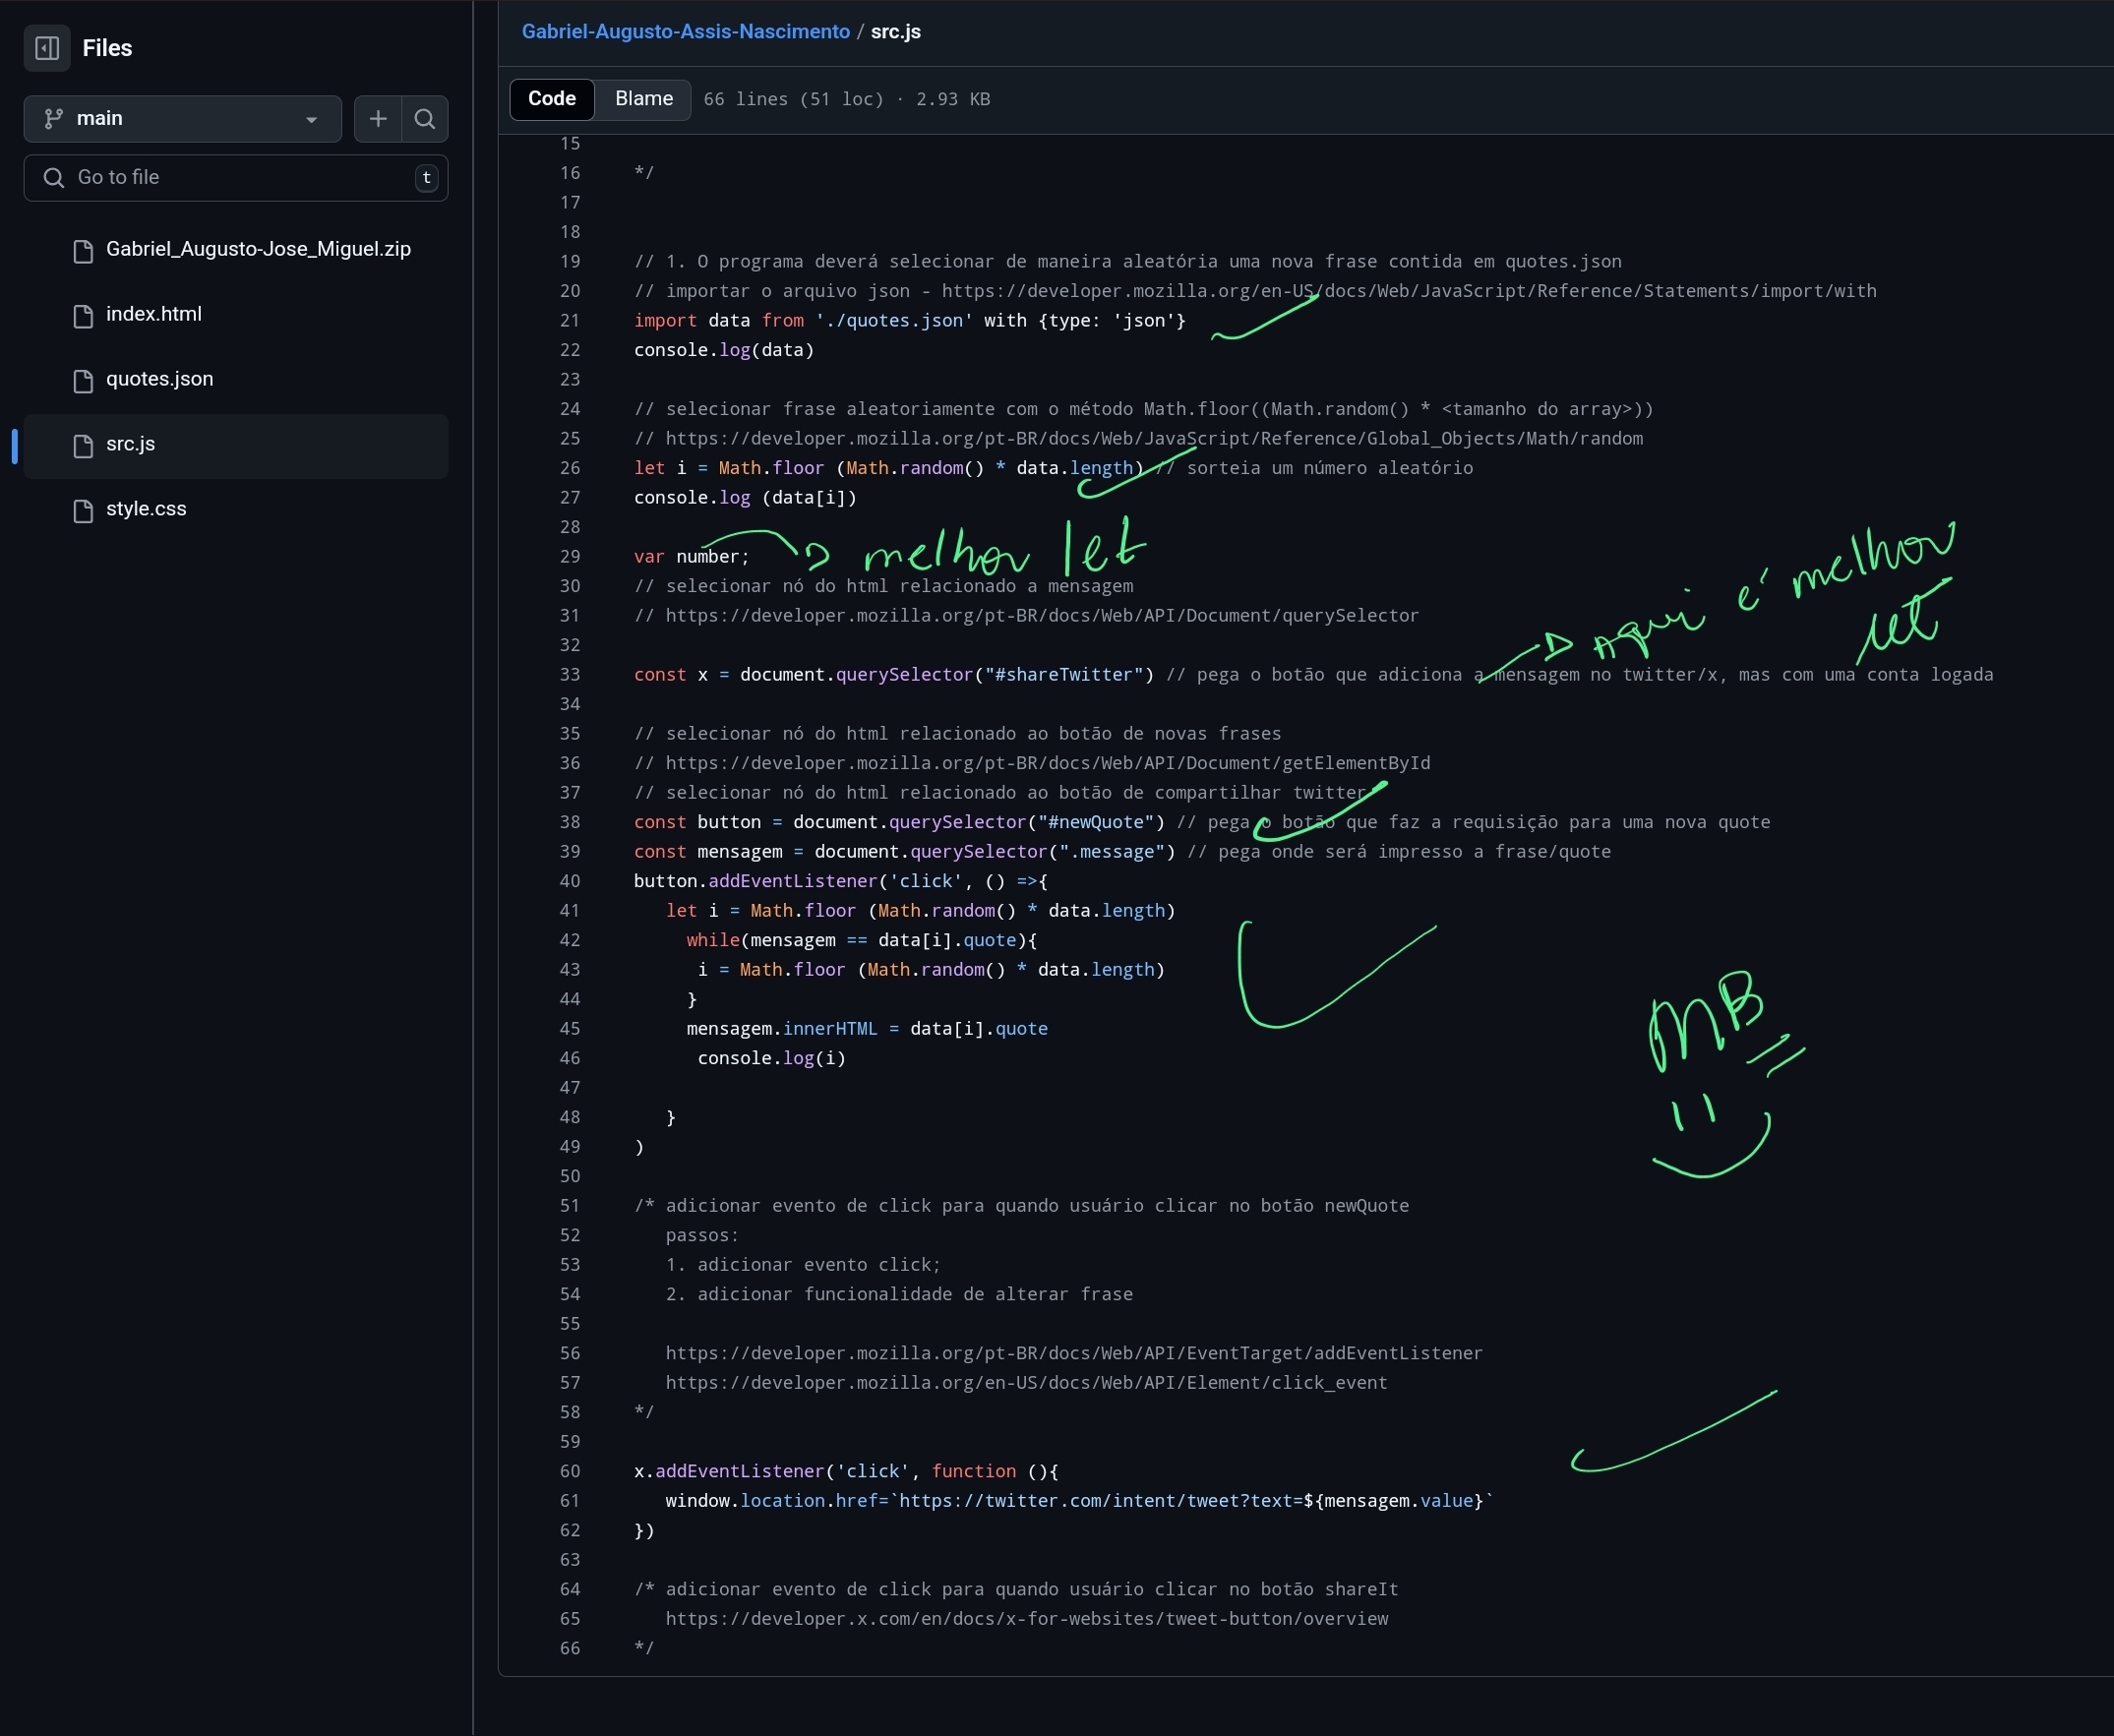 Files
main
Go to file
t
Gabriel_Augusto-Jose_Miguel.zip
index.html
quotes.json
src.js
style.css
Gabriel-Augusto-Assis-Nascimento / src.js
Code Blame 66 lines (51 loc) · 2.93 KB
15
16 */
17
18
19 // 1. O programa deverá selecionar de maneira aleatória uma nova frase contida em quotes.json
20 // importar o arquivo json - https://developer.mozilla.org/en-US/docs/Web/JavaScript/Reference/Statements/import/with
21 import data from './quotes.json' with {type: 'json'}
22 console.log(data)
23
24 // selecionar frase aleatoriamente com o método Math.floor((Math.random() * <tamanho do array>))
25 // https://developer.mozilla.org/pt-BR/docs/Web/JavaScript/Reference/Global_Objects/Math/random
26 let i = Math.floor (Math.random() * data.length) // sorteia um número aleatório
27 console.log (data[i])
28
29 var number;
melhor let
30 // selecionar nó do html relacionado a mensagem
31 // https://developer.mozilla.org/pt-BR/docs/Web/API/Document/querySelector
32
Aqui é melhor
let
33 const x = document.querySelector("#shareTwitter") // pega o botão que adiciona a mensagem no twitter/x, mas com uma conta logada
34
35 // selecionar nó do html relacionado ao botão de novas frases
36 // https://developer.mozilla.org/pt-BR/docs/Web/API/Document/getElementById
37 // selecionar nó do html relacionado ao botão de compartilhar twitter
38 const button = document.querySelector("#newQuote") // pega o botão que faz a requisição para uma nova quote
39 const mensagem = document.querySelector(".message") // pega onde será impresso a frase/quote
40 button.addEventListener('click', () =>{
41 let i = Math.floor (Math.random() * data.length)
42 while(mensagem == data[i].quote){
43 i = Math.floor (Math.random() * data.length)
44 }
45 mensagem.innerHTML = data[i].quote
46 console.log(i)
MB
47
48 }
49 )
50
51 /* adicionar evento de click para quando usuário clicar no botão newQuote
52 passos:
53 1. adicionar evento click;
54 2. adicionar funcionalidade de alterar frase
55
56 https://developer.mozilla.org/pt-BR/docs/Web/API/EventTarget/addEventListener
57 https://developer.mozilla.org/en-US/docs/Web/API/Element/click_event
58 */
59
60 x.addEventListener('click', function (){
61 window.location.href=`https://twitter.com/intent/tweet?text=${mensagem.value}`
62 })
63
64 /* adicionar evento de click para quando usuário clicar no botão shareIt
65 https://developer.x.com/en/docs/x-for-websites/tweet-button/overview
66 */